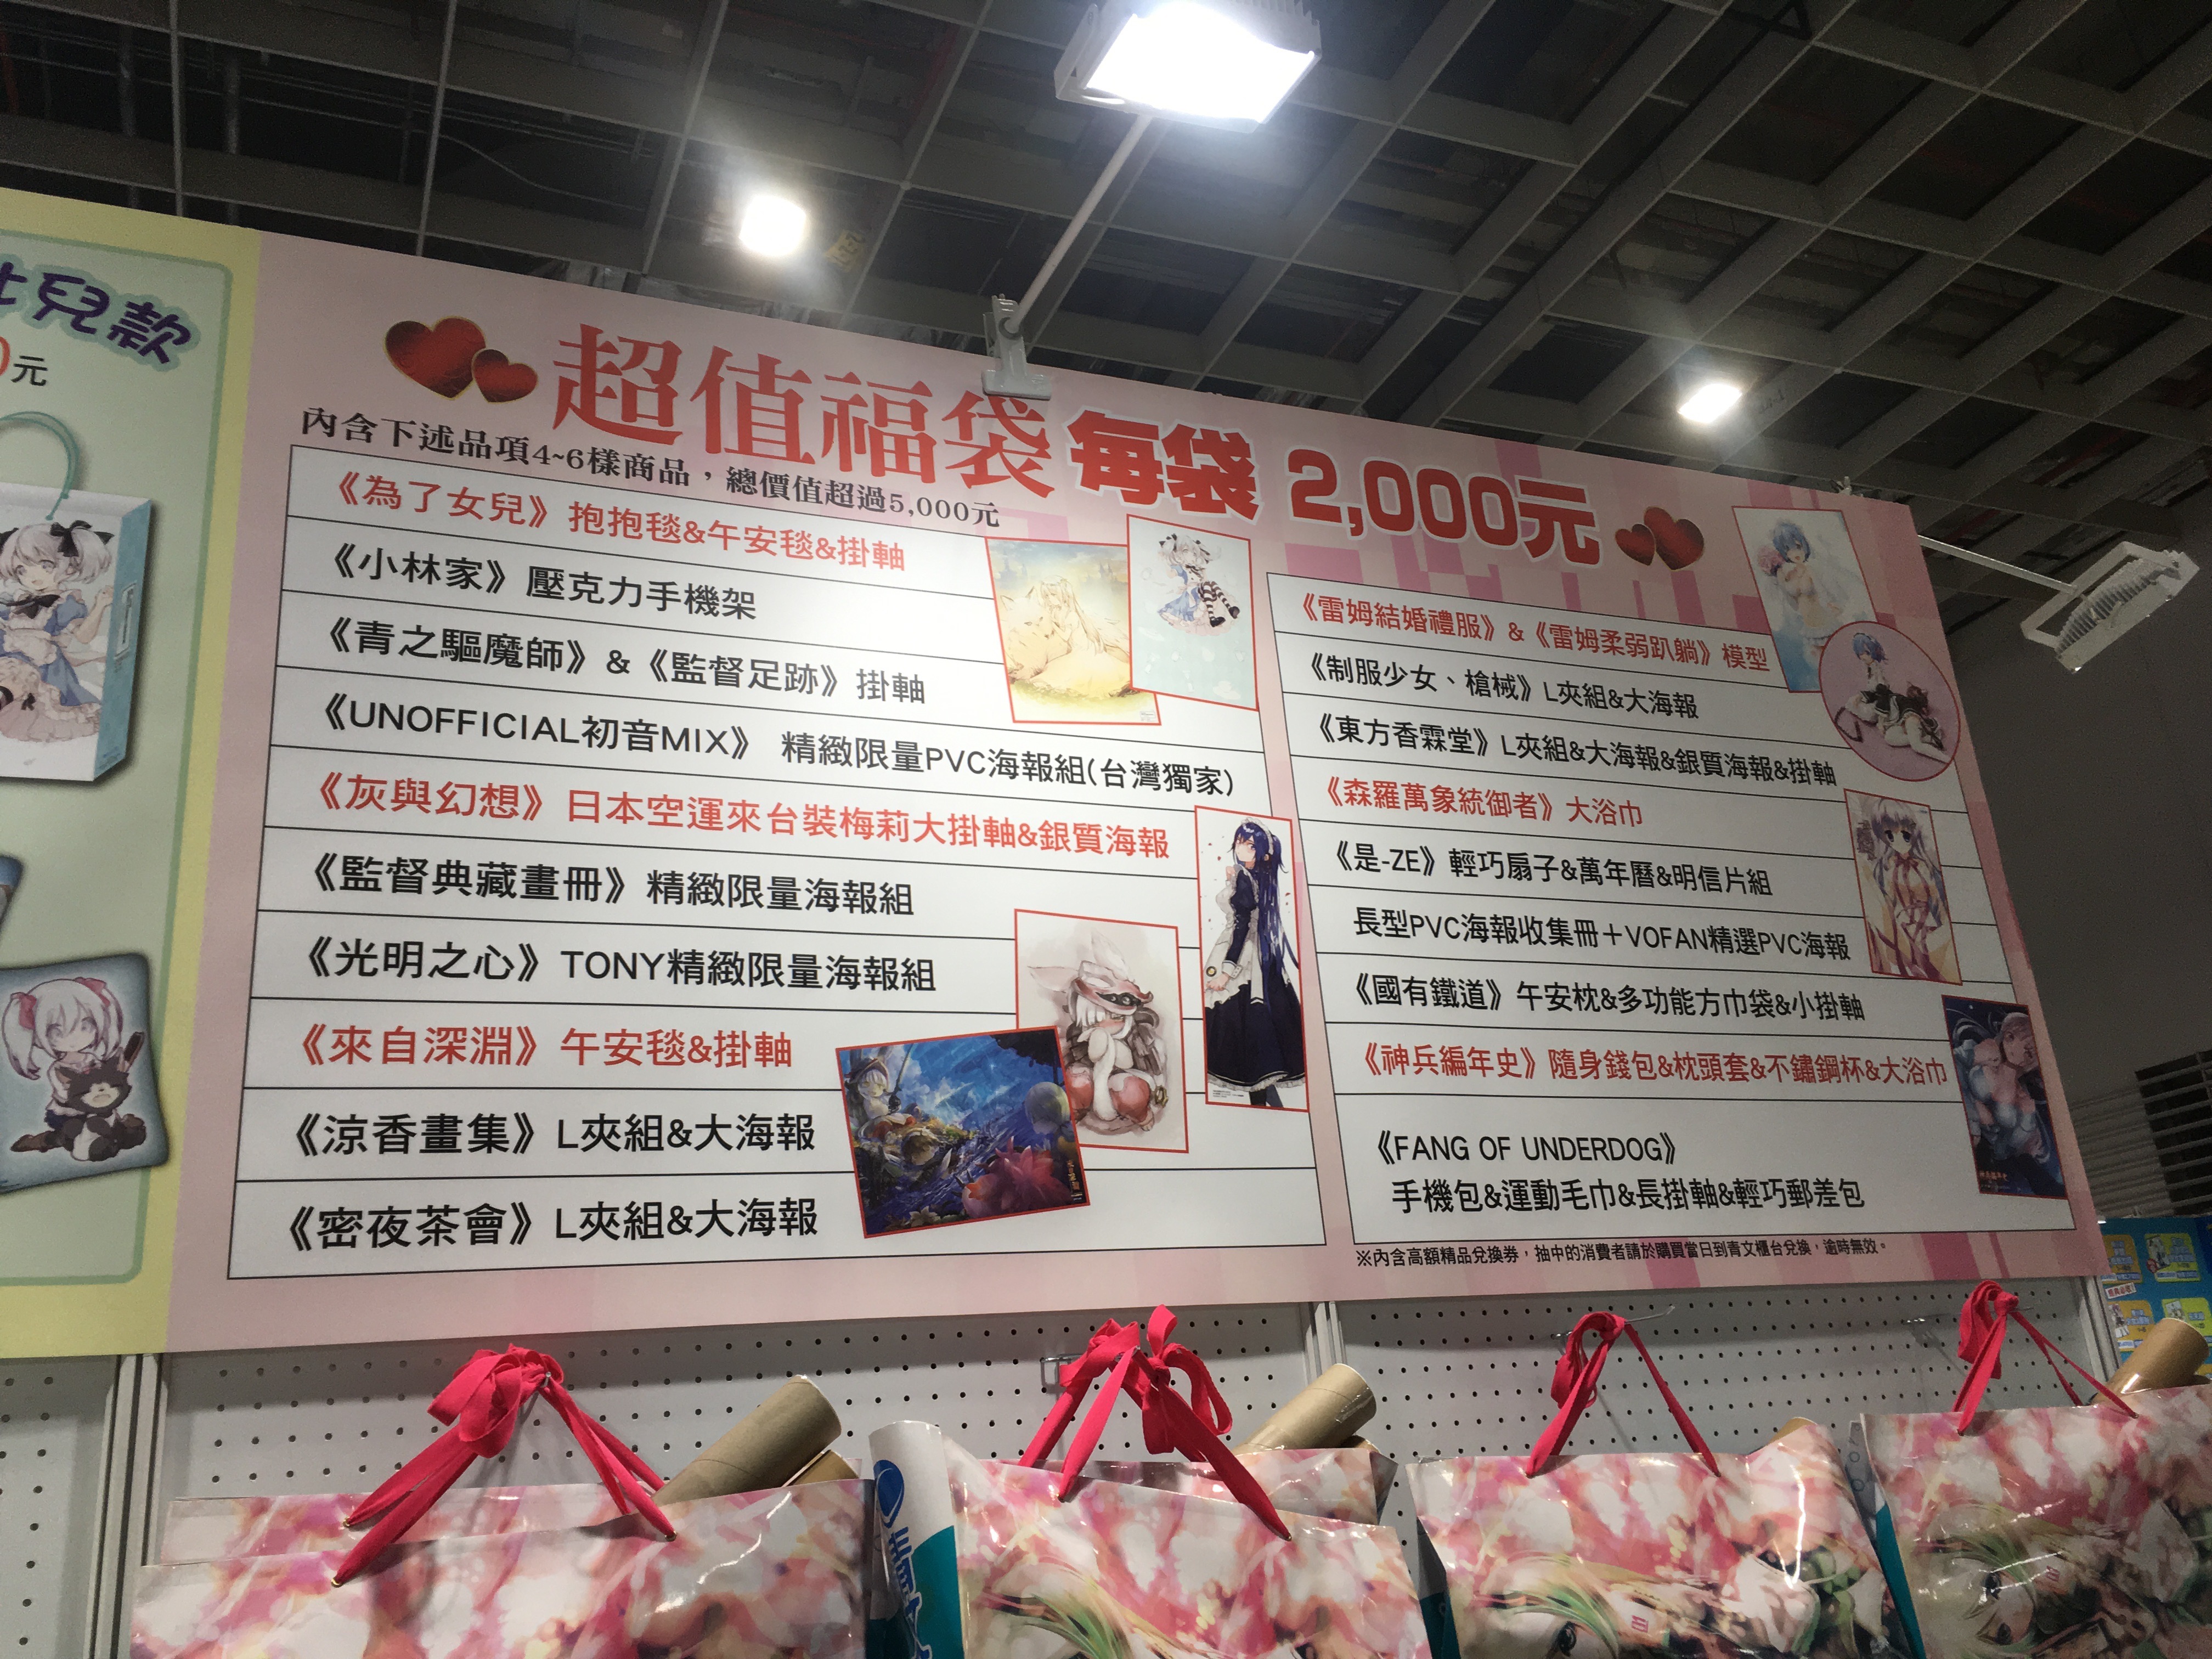 兒款
0元
超值福袋 每袋 2,000元
內含下述品項4~6樣商品，總價值超過5,000元
《為了女兒》抱抱毯&午安毯&掛軸
《小林家》壓克力手機架
《青之驅魔師》&《監督足跡》掛軸
《UNOFFICIAL初音MIX》 精緻限量PVC海報組(台灣獨家)
《灰與幻想》日本空運來台裝梅莉大掛軸&銀質海報
《監督典藏畫冊》精緻限量海報組
《光明之心》TONY精緻限量海報組
《來自深淵》午安毯&掛軸
《涼香畫集》L夾組&大海報
《密夜茶會》L夾組&大海報
《雷姆結婚禮服》&《雷姆柔弱趴躺》模型
《制服少女、槍械》L夾組&大海報
《東方香霖堂》L夾組&大海報&銀質海報&掛軸
《森羅萬象統御者》大浴巾
《是-ZE》輕巧扇子&萬年曆&明信片組
長型PVC海報收集冊＋VOFAN精選PVC海報
《國有鐵道》午安枕&多功能方巾袋&小掛軸
《神兵編年史》隨身錢包&枕頭套&不鏽鋼杯&大浴巾
《FANG OF UNDERDOG》
手機包&運動毛巾&長掛軸&輕巧郵差包
※內含高額精品兌換券，抽中的消費者請於購買當日到青文櫃台兌換，逾時無效。